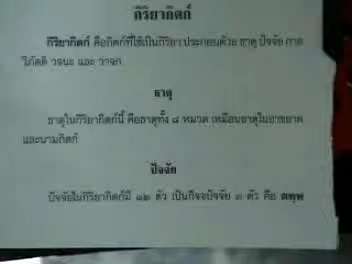 กิริยากิตก์
กิริยากิตก์ คือกิตก์ที่ใช้เป็นกิริยา ประกอบด้วย ธาตุ ปัจจัย กาล
วิภัตติ วจนะ และ วาจก
ธาตุ
ธาตุในกิริยากิตก์นี้ คือธาตุทั้ง ๘ หมวด เหมือนธาตุในอาขยาต
และนามกิตก์
ปัจจัย
ปัจจัยในกิริยากิตก์มี ๑๒ ตัว เป็นกิจจปัจจัย ๓ ตัว คือ ตพฺพ